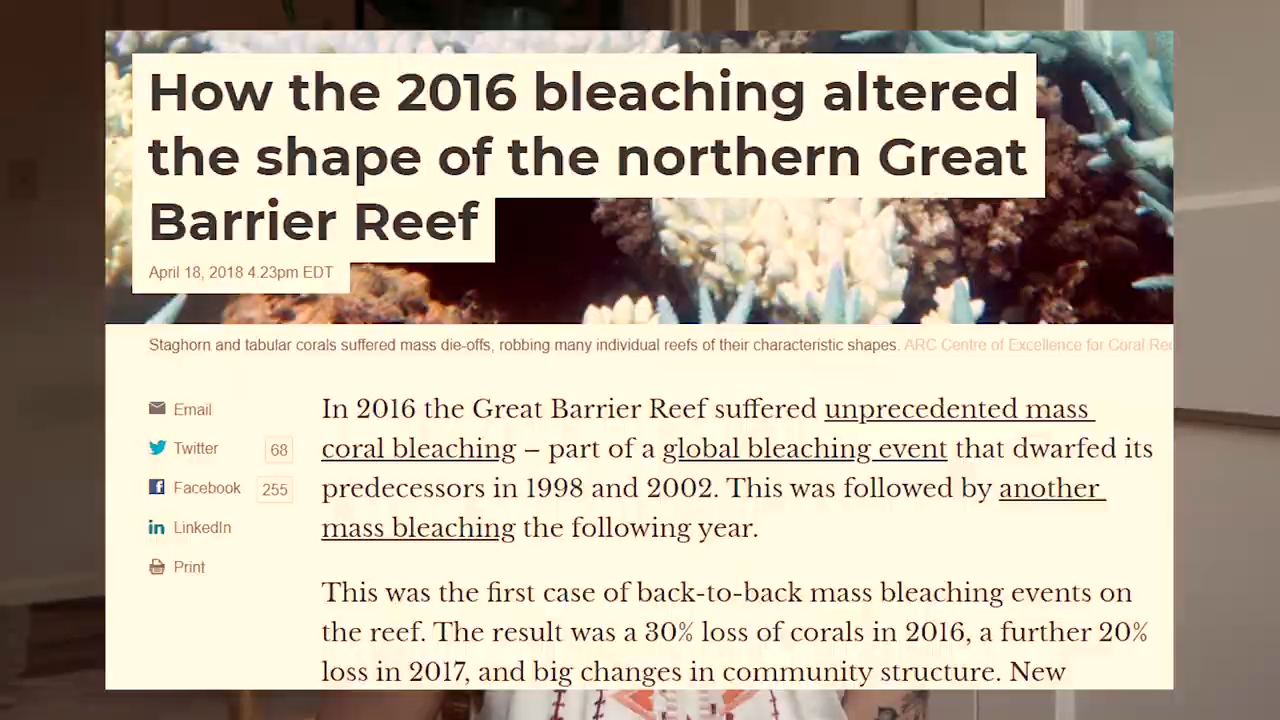 How the 2016 bleaching altered
the shape of the northern Great
Barrier Reef
April 18, 2018 4.23pm EDT
Staghorn and tabular corals suffered mass die-offs, robbing many individual reefs of their characteristic shapes. ARC Centre of Excellence for Coral
Email
Twitter 68
Facebook 255
LinkedIn
Print
In 2016 the Great Barrier Reef suffered unprecedented mass
coral bleaching – part of a global bleaching event that dwarfed its
predecessors in 1998 and 2002. This was followed by another
mass bleaching the following year.
This was the first case of back-to-back mass bleaching events on
the reef. The result was a 30% loss of corals in 2016, a further 20%
loss in 2017, and big changes in community structure. New